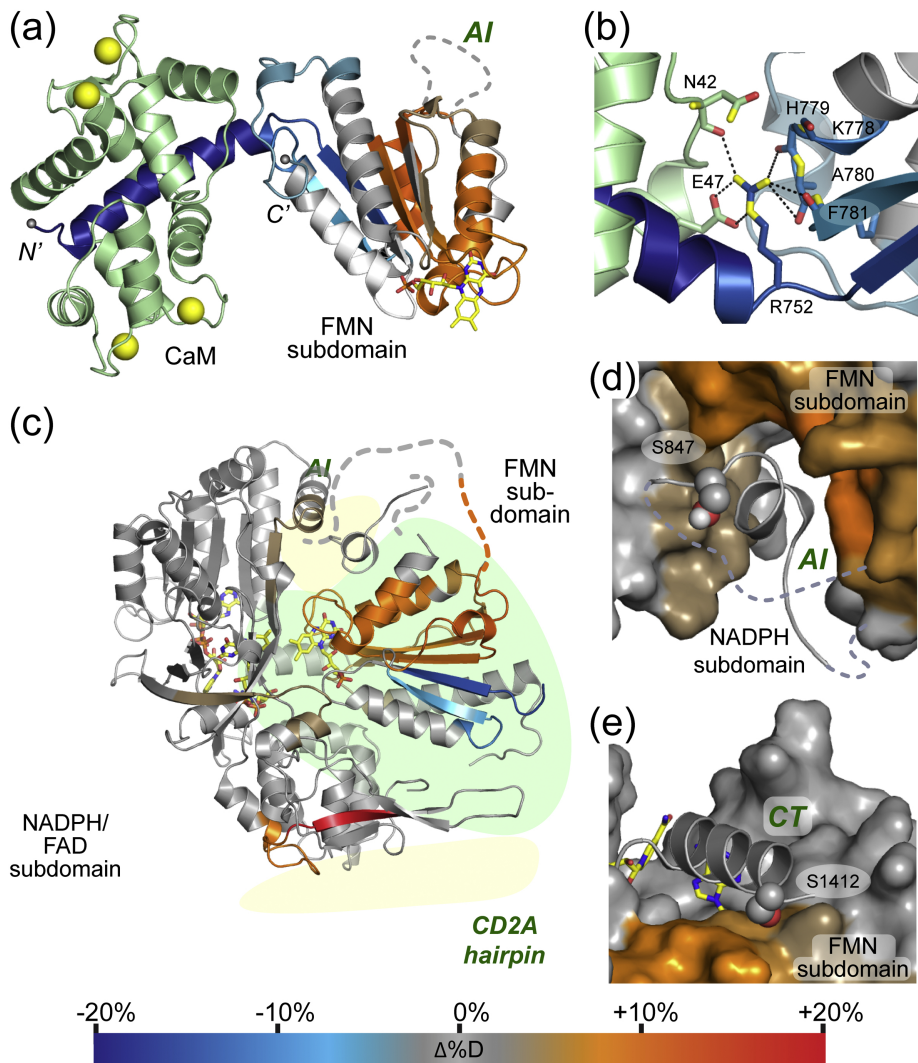 (a)
AI
N'
C'
CaM
FMN
subdomain
(b)
N42
H779
K778
E47
A780
F781
R752
(c)
AI
FMN
sub-
domain
NADPH/
FAD
subdomain
CD2A
hairpin
(d)
FMN
subdomain
S847
AI
NADPH
subdomain
(e)
CT
S1412
FMN
subdomain
-20%
-10%
0%
+10%
+20%
Δ%D